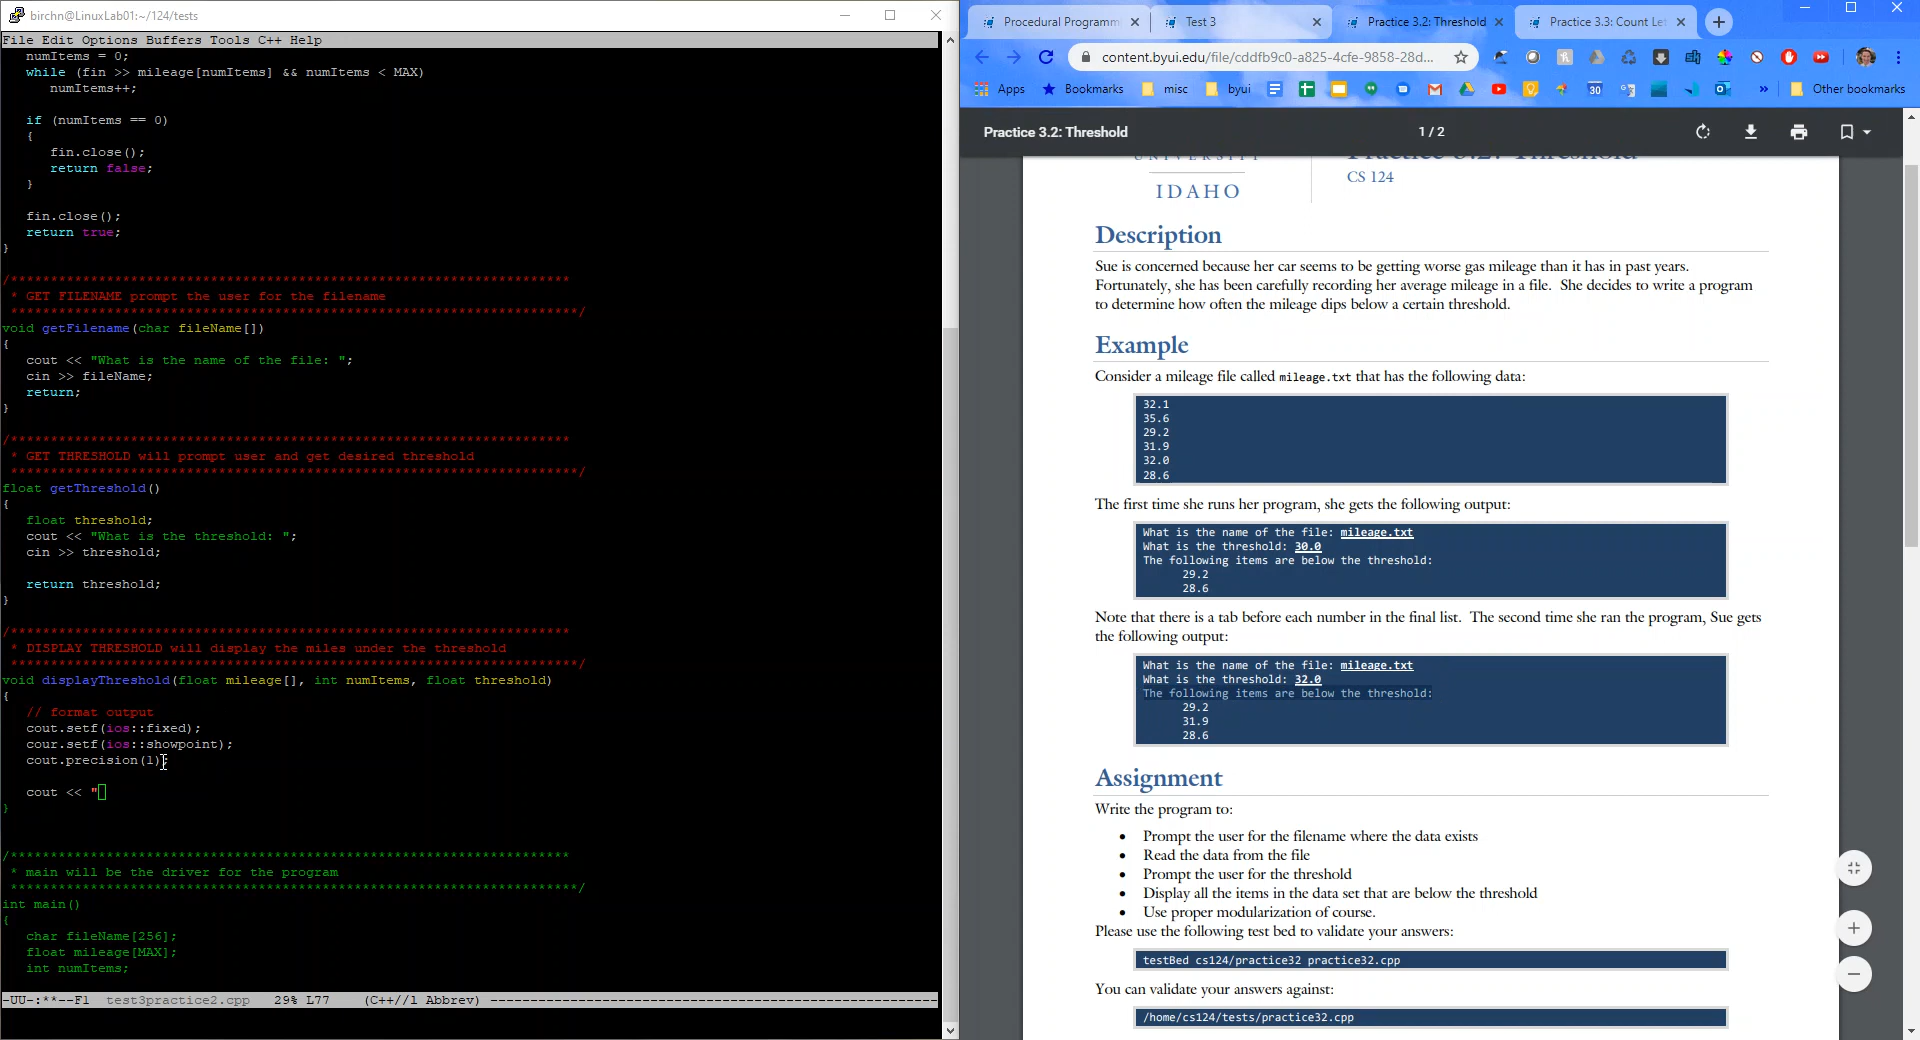 birchn@LinuxLab01:~/124/tests
File Edit Options Buffers Tools C++ Help
numItems = 0;
while (fin >> mileage[numItems] && numItems < MAX)
numItems++;
if (numItems == 0)
{
fin.close();
return false;
}
fin.close();
return true;
}
/**********************************************************************
* GET FILENAME prompt the user for the filename
***********************************************************************/
void getFilename(char fileName[])
{
cout << "What is the name of the file: ";
cin >> fileName;
return;
}
/**********************************************************************
* GET THRESHOLD will prompt user and get desired threshold
***********************************************************************/
float getThreshold()
{
float threshold;
cout << "What is the threshold: ";
cin >> threshold;
return threshold;
}
/**********************************************************************
* DISPLAY THRESHOLD will display the miles under the threshold
***********************************************************************/
void displayThreshold(float mileage[], int numItems, float threshold)
{
// format output
cout.setf(ios::fixed);
cour.setf(ios::showpoint);
cout.precision(1);
cout << "
}
/**********************************************************************
* main will be the driver for the program
***********************************************************************/
int main()
{
char fileName[256];
float mileage[MAX];
int numItems;
-UU-:**--F1 test3practice2.cpp 29% L77 (C++//l Abbrev) ----------------------------------------
Procedural Programm
Test 3
Practice 3.2: Threshold
Practice 3.3: Count Le
content.byui.edu/file/cddfb9c0-a825-4cfe-9858-28d...
Apps Bookmarks misc byui 30 » Other bookmarks
Practice 3.2: Threshold 1 / 2
UNIVERSITY
Practice 3.2: Threshold
IDAHO
CS 124
Description
Sue is concerned because her car seems to be getting worse gas mileage than it has in past years.
Fortunately, she has been carefully recording her average mileage in a file. She decides to write a program
to determine how often the mileage dips below a certain threshold.
Example
Consider a mileage file called mileage.txt that has the following data:
32.1
35.6
29.2
31.9
32.0
28.6
The first time she runs her program, she gets the following output:
What is the name of the file: mileage.txt
What is the threshold: 30.0
The following items are below the threshold:
29.2
28.6
Note that there is a tab before each number in the final list. The second time she ran the program, Sue gets
the following output:
What is the name of the file: mileage.txt
What is the threshold: 32.0
The following items are below the threshold:
29.2
31.9
28.6
Assignment
Write the program to:
• Prompt the user for the filename where the data exists
• Read the data from the file
• Prompt the user for the threshold
• Display all the items in the data set that are below the threshold
• Use proper modularization of course.
Please use the following test bed to validate your answers:
testBed cs124/practice32 practice32.cpp
You can validate your answers against:
/home/cs124/tests/practice32.cpp